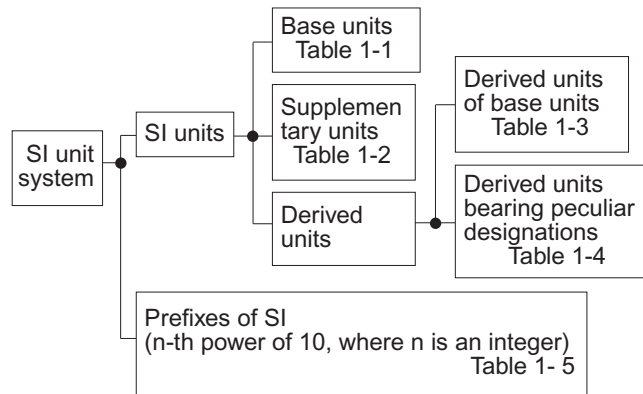 SI unit
system
SI units
Base units
Table 1-1
Supplemen
tary units
Table 1-2
Derived
units
Derived units
of base units
Table 1-3
Derived units
bearing peculiar
designations
Table 1-4
Prefixes of SI
(n-th power of 10, where n is an integer)
Table 1- 5